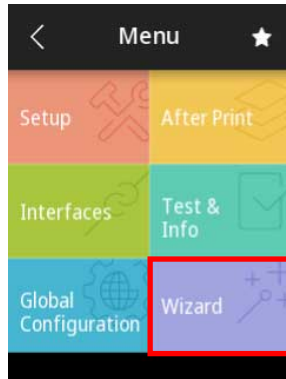 Menu
Setup
After Print
Interfaces
Test &
Info
Global
Configuration
Wizard